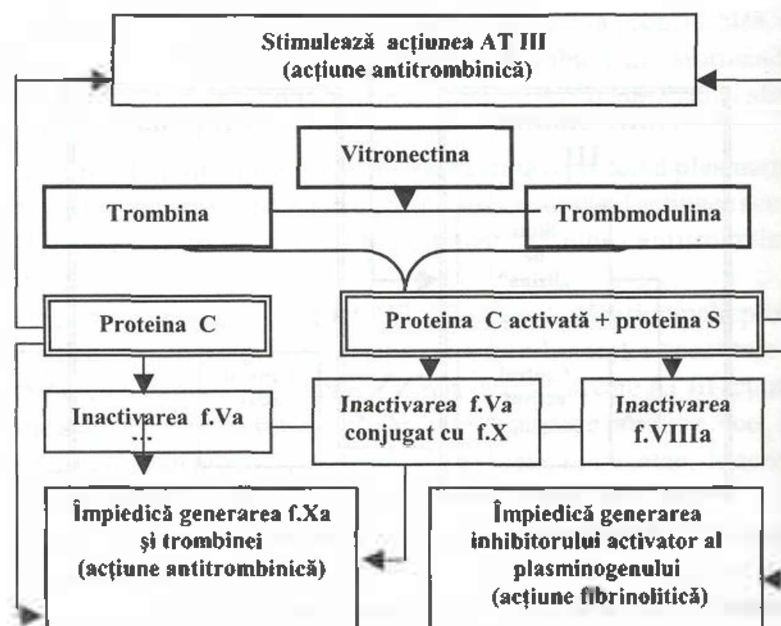 Stimulează acțiunea AT III
(acțiune antitrombinică)
Vitronectina
Trombina
Trombmodulina
Proteina C
Proteina C activată + proteina S
Inactivarea f.Va
Inactivarea f.Va
conjugat cu f.X
Inactivarea
f.VIIIa
Împiedică generarea f.Xa
și trombinei
(acțiune antitrombinică)
Împiedică generarea
inhibitorului activator al
plasminogenului
(acțiune fibrinolitică)